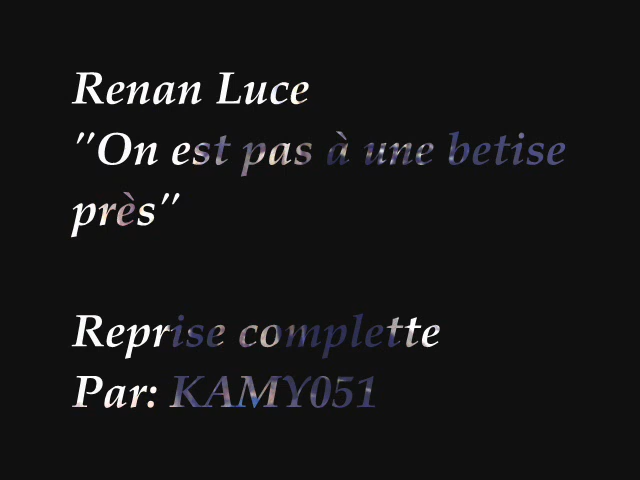 Renan Luce
"On est pas à une betise
près"
Reprise complette
Par: KAMY051